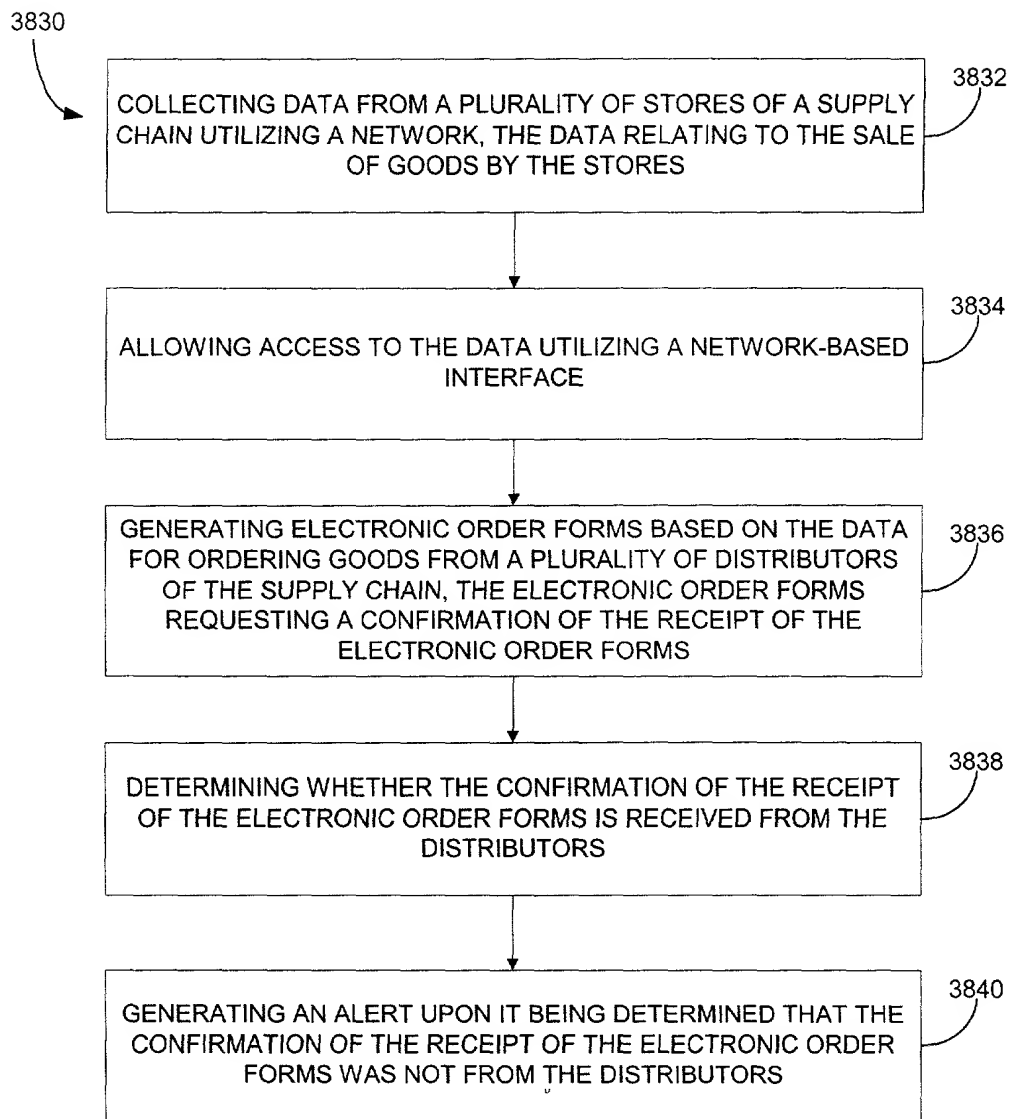 3830
3832
COLLECTING DATA FROM A PLURALITY OF STORES OF A SUPPLY
CHAIN UTILIZING A NETWORK, THE DATA RELATING TO THE SALE
OF GOODS BY THE STORES
3834
ALLOWING ACCESS TO THE DATA UTILIZING A NETWORK-BASED
INTERFACE
3836
GENERATING ELECTRONIC ORDER FORMS BASED ON THE DATA
FOR ORDERING GOODS FROM A PLURALITY OF DISTRIBUTORS
OF THE SUPPLY CHAIN, THE ELECTRONIC ORDER FORMS
REQUESTING A CONFIRMATION OF THE RECEIPT OF THE
ELECTRONIC ORDER FORMS
3838
DETERMINING WHETHER THE CONFIRMATION OF THE RECEIPT
OF THE ELECTRONIC ORDER FORMS IS RECEIVED FROM THE
DISTRIBUTORS
3840
GENERATING AN ALERT UPON IT BEING DETERMINED THAT THE
CONFIRMATION OF THE RECEIPT OF THE ELECTRONIC ORDER
FORMS WAS NOT FROM THE DISTRIBUTORS